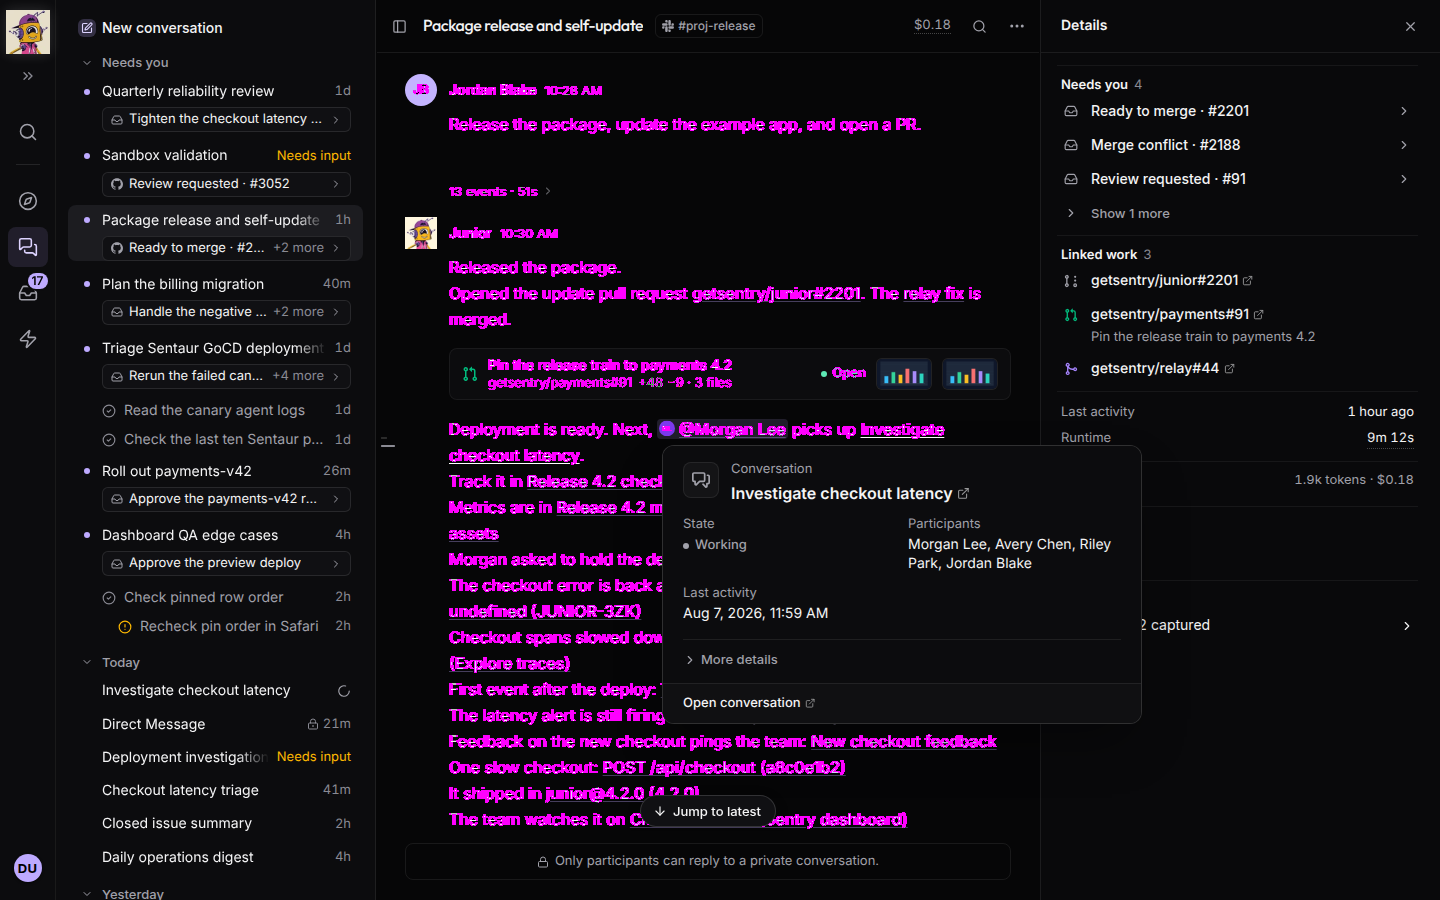 New conversation
Needs you
Quarterly reliability review 1d
Tighten the checkout latency ...
Sandbox validation Needs input
Review requested · #3052
Package release and self-update 1h
Ready to merge · #2... +2 more
Plan the billing migration 40m
Handle the negative ... +2 more
Triage Sentaur GoCD deployment 1d
Rerun the failed can... +4 more
Read the canary agent logs 1d
Check the last ten Sentaur p... 1d
Roll out payments-v42 26m
Approve the payments-v42 r...
Dashboard QA edge cases 4h
Approve the preview deploy
Check pinned row order 2h
Recheck pin order in Safari 2h
Today
Investigate checkout latency
Direct Message 21m
Deployment investigation Needs input
Checkout latency triage 41m
Closed issue summary 2h
Daily operations digest 4h
Yesterday
17
DU
Package release and self-update #proj-release $0.18
JB Jordan Blake 10:26 AM
Release the package, update the example app, and open a PR.
13 events · 51s
Junior 10:30 AM
Released the package.
Opened the update pull request getsentry/junior#2201. The relay fix is
merged.
Pin the release train to payments 4.2
getsentry/payments#91 +48 −9 · 3 files
Open
Deployment is ready. Next, @Morgan Lee picks up Investigate
checkout latency.
Track it in Release 4.2
Metrics are in Release 4.2
assets
Morgan asked to hold the
The checkout error is back
undefined (JUNIOR-3ZK)
Checkout spans slowed
(Explore traces)
First event after the deploy:
The latency alert is still firing
Feedback on the new checkout pings the team: New checkout feedback
One slow checkout: POST /api/checkout (a8c0e1b2)
It shipped in junior@4.2.0 (4.2.0)
The team watches it on
dashboard)
Jump to latest
Only participants can reply to a private conversation.
Conversation
Investigate checkout latency
State
Working
Participants
Morgan Lee, Avery Chen, Riley
Park, Jordan Blake
Last activity
Aug 7, 2026, 11:59 AM
More details
Open conversation
Details
Needs you 4
Ready to merge · #2201
Merge conflict · #2188
Review requested · #91
Show 1 more
Linked work 3
getsentry/junior#2201
getsentry/payments#91
Pin the release train to payments 4.2
getsentry/relay#44
Last activity 1 hour ago
Runtime 9m 12s
1.9k tokens · $0.18
2 captured